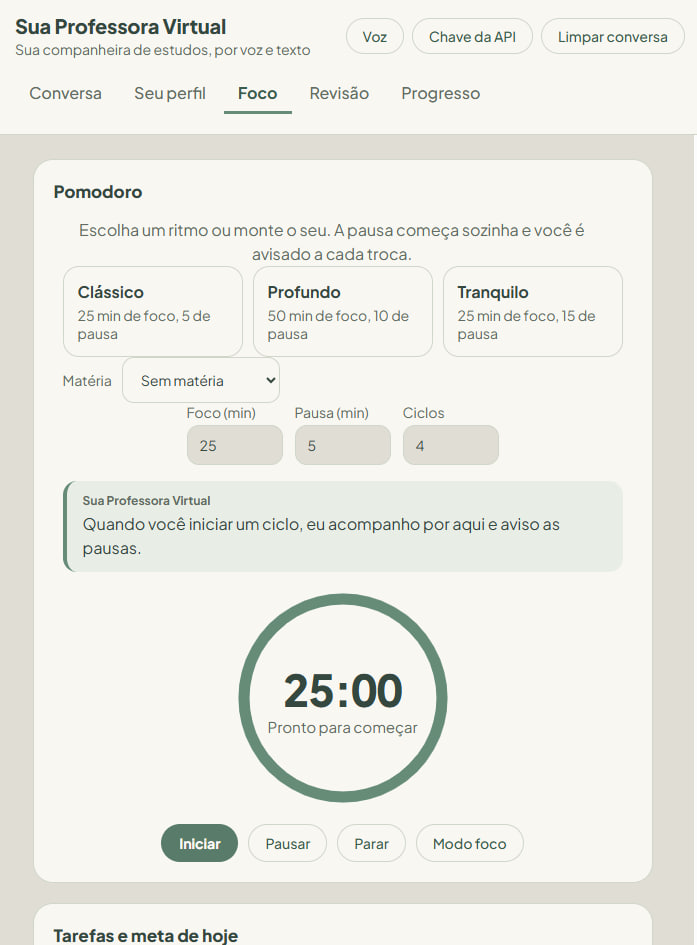 Sua Professora Virtual
Sua companheira de estudos, por voz e texto
Voz
Chave da API
Limpar conversa
Conversa
Seu perfil
Foco
Revisão
Progresso
Pomodoro
Escolha um ritmo ou monte o seu. A pausa começa sozinha e você é
avisado a cada troca.
Clássico
25 min de foco, 5 de
pausa
Profundo
50 min de foco, 10 de
pausa
Tranquilo
25 min de foco, 15 de
pausa
Matéria
Sem matéria
Foco (min)
Pausa (min)
Ciclos
25
5
4
Sua Professora Virtual
Quando você iniciar um ciclo, eu acompanho por aqui e aviso as
pausas.
25:00
Pronto para começar
Iniciar
Pausar
Parar
Modo foco
Tarefas e meta de hoje